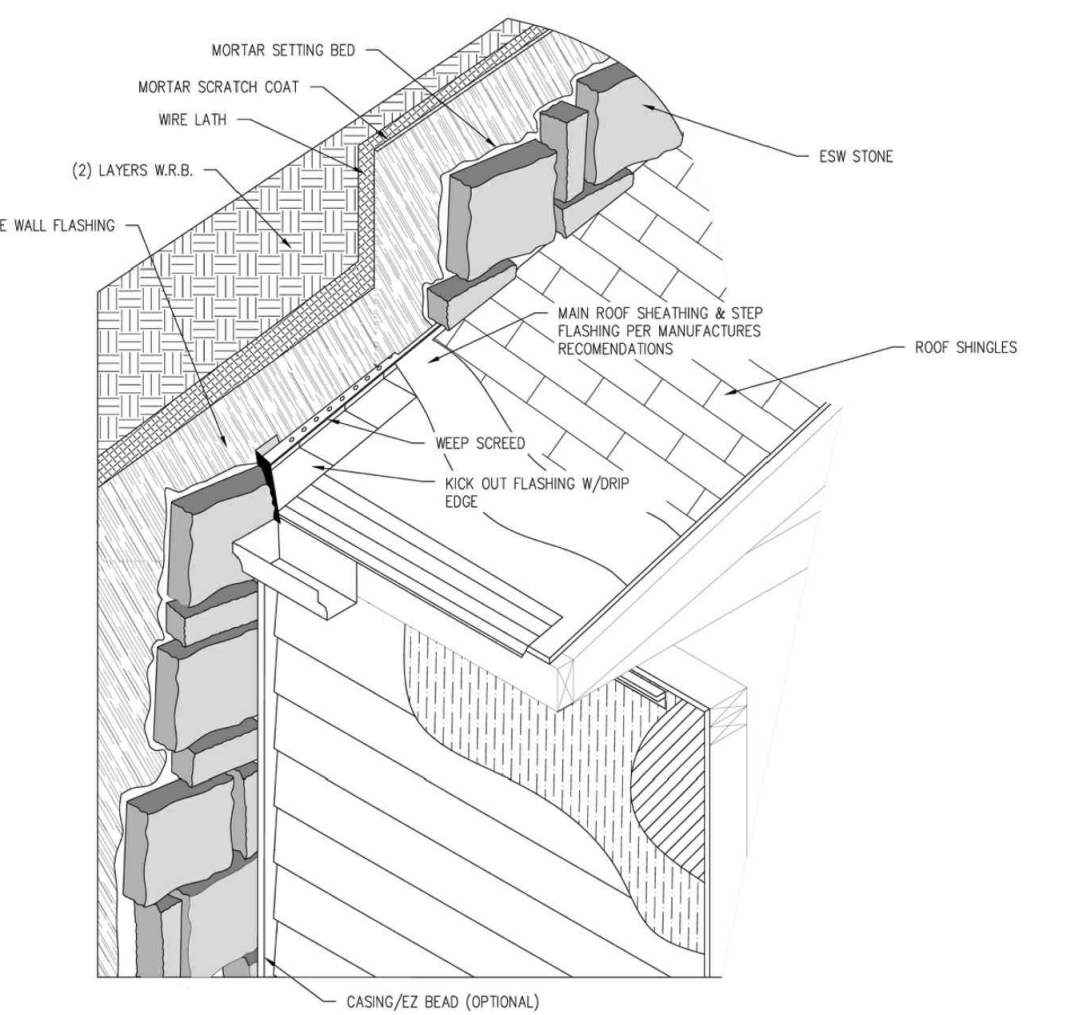 MORTAR SETTING BED
MORTAR SCRATCH COAT
WIRE LATH
(2) LAYERS W.R.B.
E WALL FLASHING
ESW STONE
MAIN ROOF SHEATHING & STEP
FLASHING PER MANUFACTURES
RECOMENDATIONS
ROOF SHINGLES
WEEP SCREED
KICK OUT FLASHING W/DRIP
EDGE
CASING/EZ BEAD (OPTIONAL)